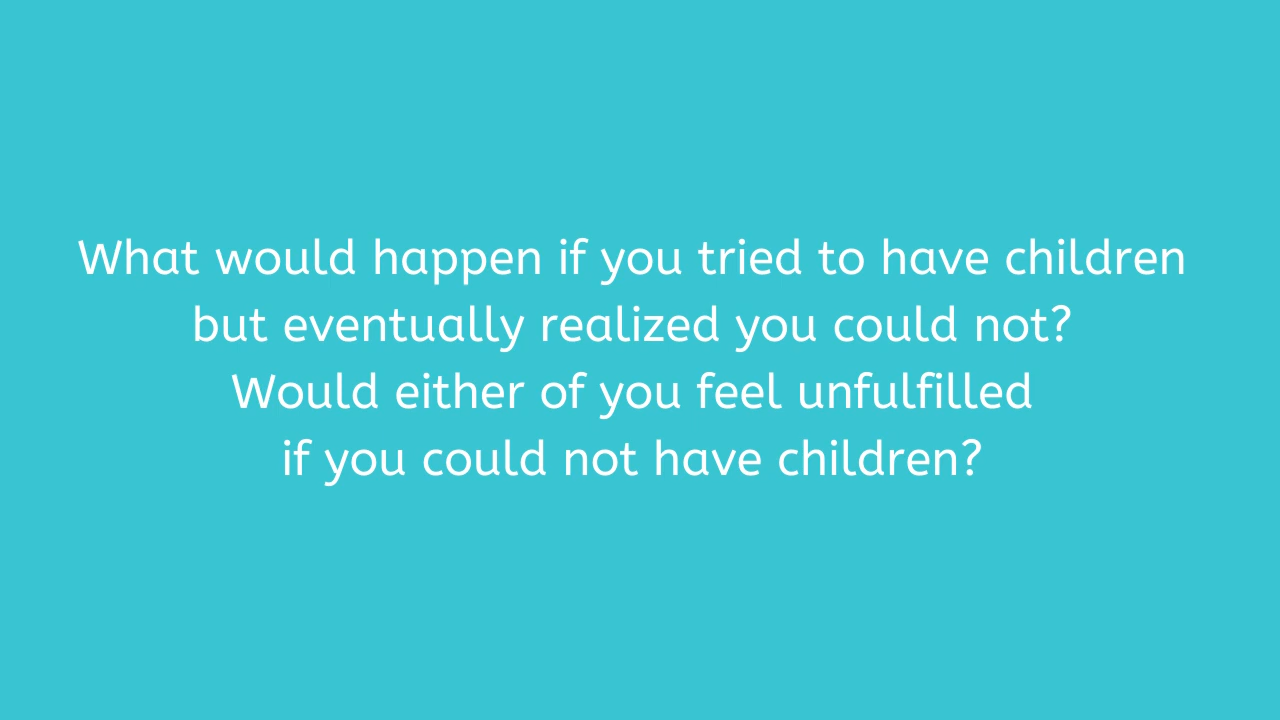 What would happen if you tried to have children
but eventually realized you could not?
Would either of you feel unfulfilled
if you could not have children?